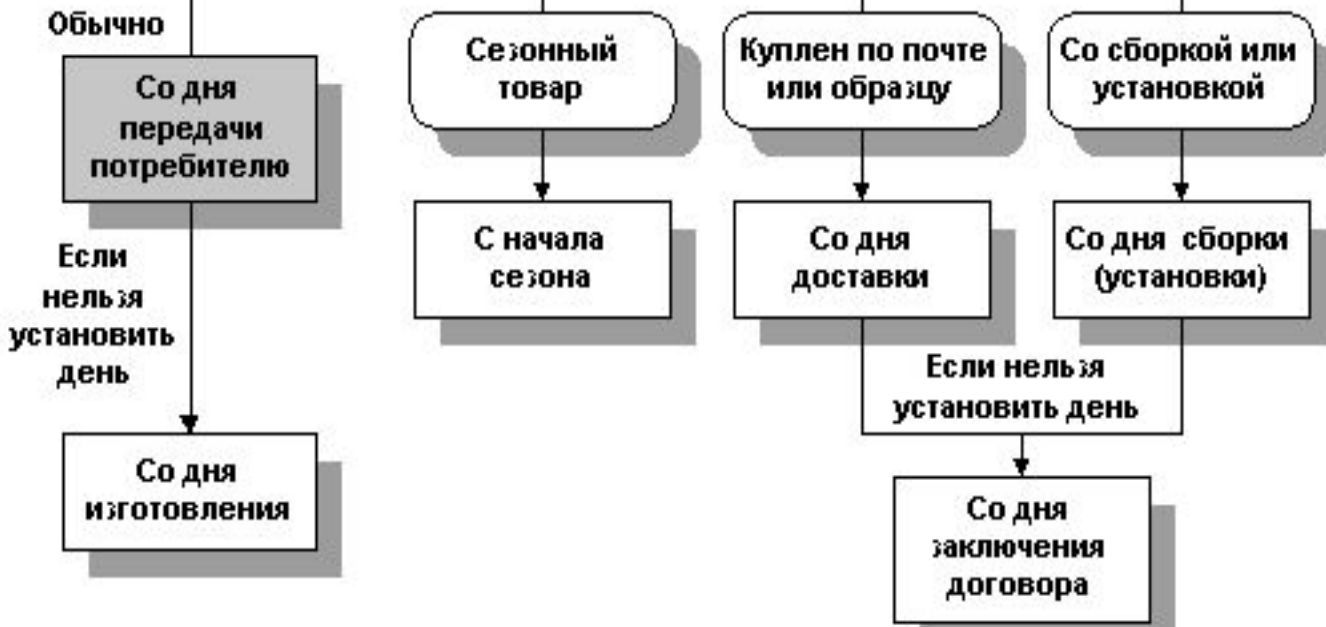 Обычно
Со дня
передачи
потребителю
Если
нельзя
установить
день
Со дня
изготовления
Сезонный
товар
С начала
сезона
Куплен по почте
или образцу
Со дня
доставки
Со сборкой или
установкой
Со дня сборки
(установки)
Если нельзя
установить день
Со дня
заключения
договора